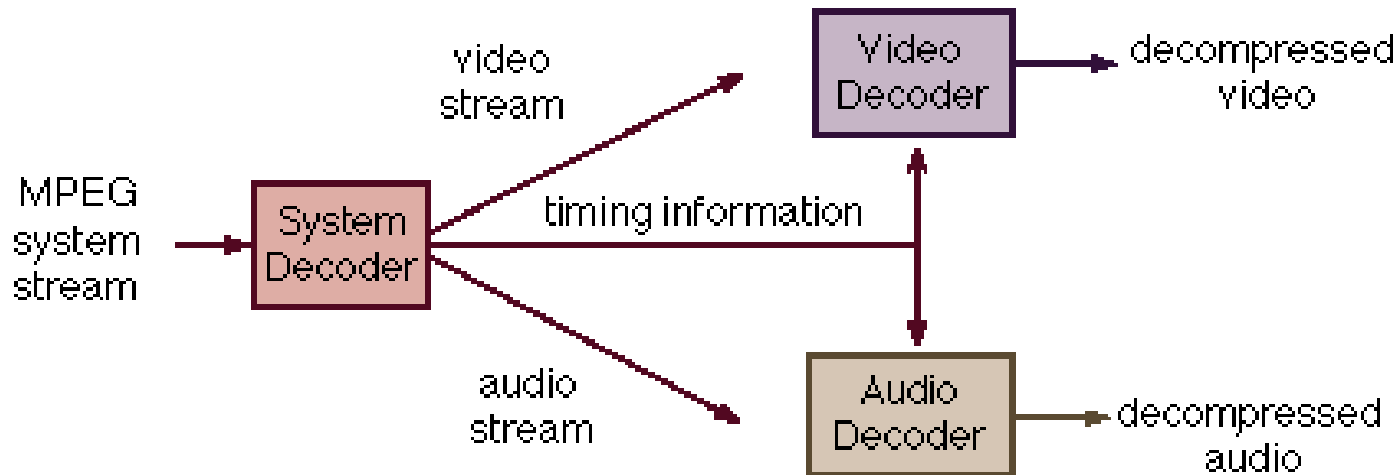 MPEG
system
stream
System
Decoder
video
stream
timing information
audio
stream
Video
Decoder
decompressed
video
Audio
Decoder
decompressed
audio